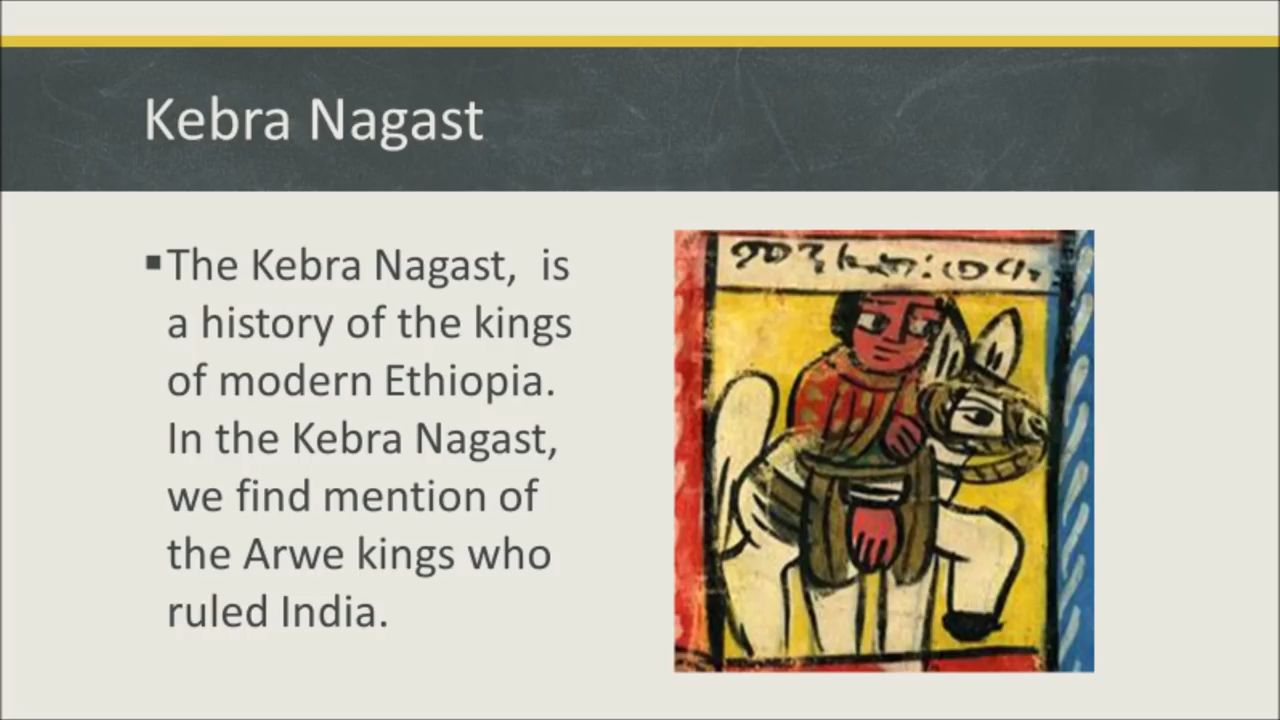 Kebra Nagast
▪The Kebra Nagast, is
a history of the kings
of modern Ethiopia.
In the Kebra Nagast,
we find mention of
the Arwe kings who
ruled India.